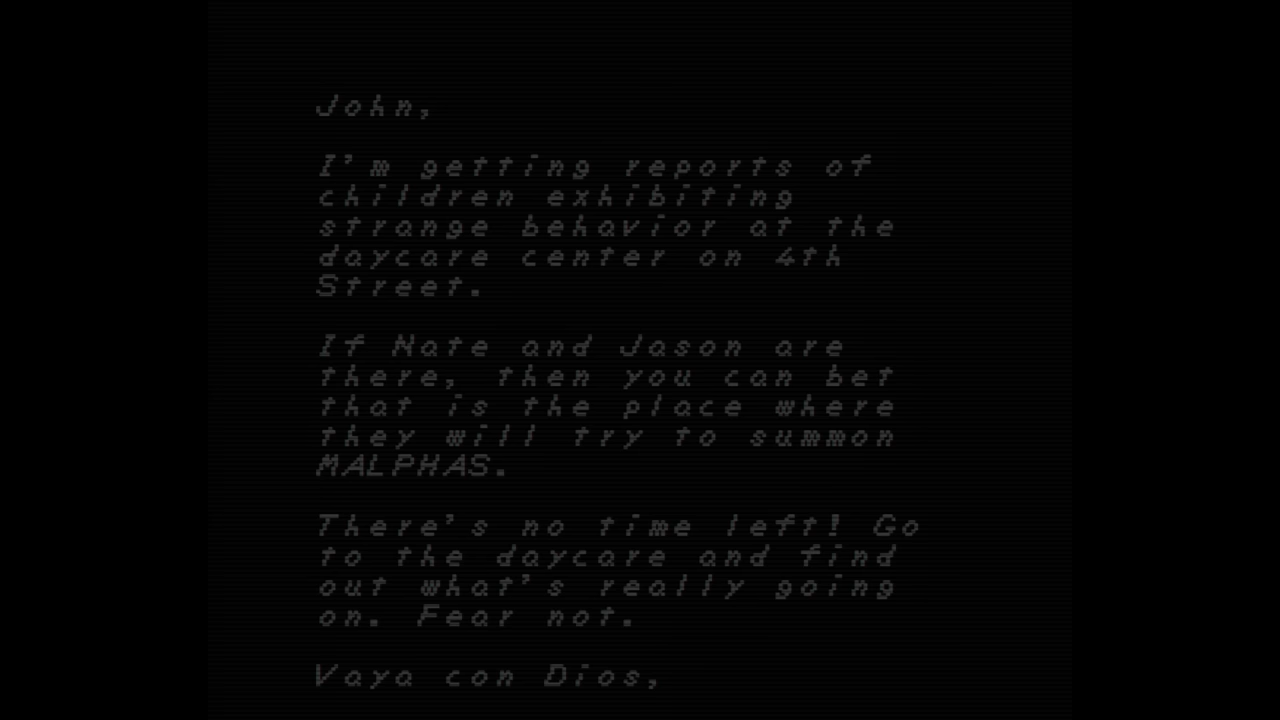 John,
I'm getting reports of
children exhibiting
strange behavior at the
daycare center on 4th
Street.
If Nate and Jason are
there, then you can bet
that is the place where
they will try to summon
MALPHAS.
There's no time left! Go
to the daycare and find
out what's really going
on. Fear not.
Vaya con Dios,